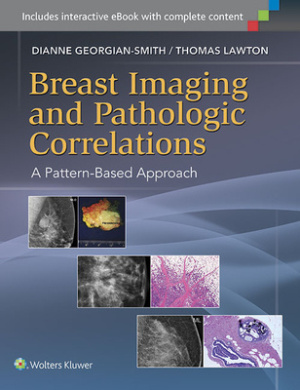 Includes interactive eBook with complete content
DIANNE GEORGIAN-SMITH / THOMAS LAWTON
Breast Imaging
and Pathologic
Correlations
A Pattern-Based Approach
Wolters Kluwer